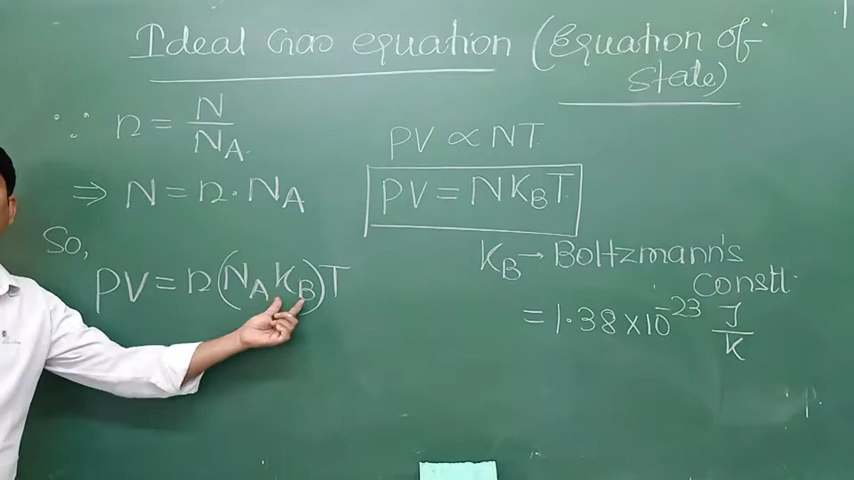 Ideal Gas equation (Equation of
State)
∵ n = N/N_A
⇒ N = n · N_A
So,
PV = n(N_A K_B)T
PV ∝ NT
PV = NK_BT
K_B → Boltzmann's
Constt.
= 1.38 × 10^-23 J/K